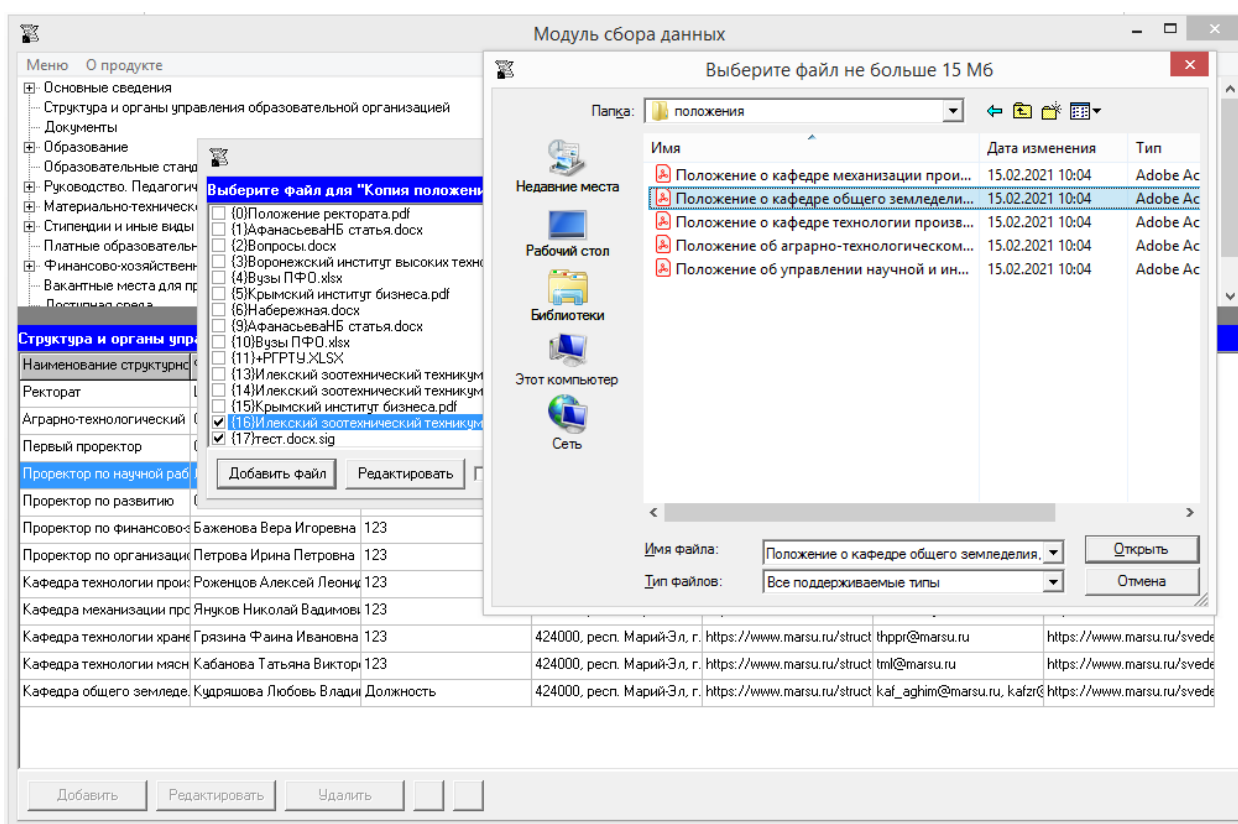 Модуль сбора данных
Меню О продукте
Основные сведения
Структура и органы управления образовательной организацией
Документы
Образование
Образовательные
Руководство.
Материально-техническ
Стипендии и иные виды
Платные
Финансово-хозяйствен
Вакантные места для
Доступная среда
Выберите файл для "Копия положени
{0}Положение ректората.pdf
{1}АфанасьеваНБ статья.docx
{2}Вопросы.docx
{3}Воронежский институт высоких техно
{4}Вузы ПФО.xlsx
{5}Крымский институт бизнеса.pdf
{6}Набережная.docx
{9}АфанасьеваНБ статья.docx
{10}Вузы ПФО.xlsx
{11}+РГРТУ.XLSX
{13}Илекский зоотехнический техникум
{14}Илекский зоотехнический техникум
{15}Крымский институт бизнеса.pdf
{16}Илекский зоотехнический техникум
{17}тест.docx.sig
Добавить файл Редактировать
Выберите файл не больше 15 Мб
Папка: положения
Недавние места
Рабочий стол
Библиотеки
Этот компьютер
Сеть
Имя Дата изменения Тип
Положение о кафедре механизации прои... 15.02.2021 10:04 Adobe Ac
Положение о кафедре общего земледели... 15.02.2021 10:04 Adobe Ac
Положение о кафедре технологии произв... 15.02.2021 10:04 Adobe Ac
Положение об аграрно-технологическом... 15.02.2021 10:04 Adobe Ac
Положение об управлении научной и ин... 15.02.2021 10:04 Adobe Ac
Имя файла: Положение о кафедре общего земледелия, Открыть
Тип файлов: Все поддерживаемые типы Отмена
Структура и органы упр
Наименование структурно
Ректорат
Аграрно-технологический
Первый проректор
Проректор по научной раб
Проректор по развитию
Проректор по финансово-э Баженова Вера Игоревна 123
Проректор по организаци Петрова Ирина Петровна 123
Кафедра технологии прои Роженцов Алексей Леони 123
Кафедра механизации про Януков Николай Вадимов 123
Кафедра технологии хране Грязина Фаина Ивановна 123 424000, респ. Марий-Эл, г. https://www.marsu.ru/struct thppr@marsu.ru https://www.marsu.ru/svede
Кафедра технологии мясн Кабанова Татьяна Виктор 123 424000, респ. Марий-Эл, г. https://www.marsu.ru/struct tml@marsu.ru https://www.marsu.ru/svede
Кафедра общего земледе. Кудряшова Любовь Влади Должность 424000, респ. Марий-Эл, г. https://www.marsu.ru/struct kaf_aghim@marsu.ru, kafzr@ https://www.marsu.ru/svede
Добавить Редактировать Удалить